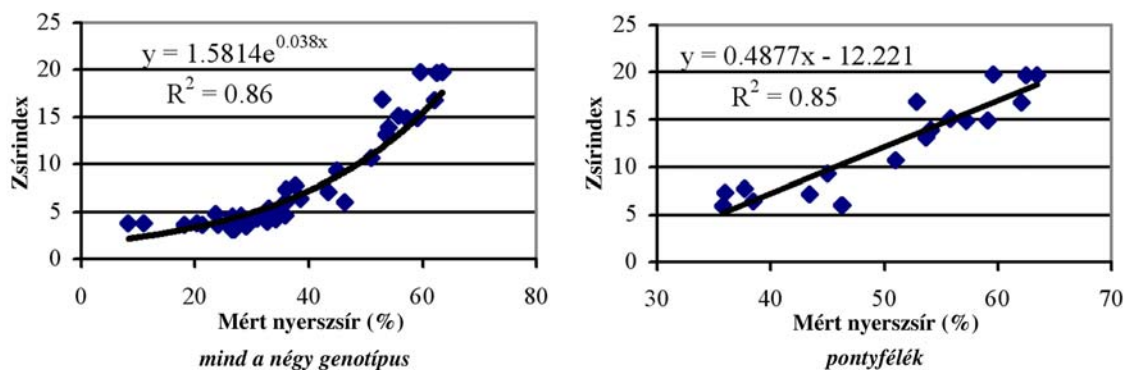 y = 1.5814e^0.038x
R² = 0.86
Zsírindex
25
20
15
10
5
0
0 20 40 60 80
Mért nyerszsír (%)
mind a négy genotípus
y = 0.4877x - 12.221
R² = 0.85
Zsírindex
25
20
15
10
5
0
30 40 50 60 70
Mért nyerszsír (%)
pontyfélék